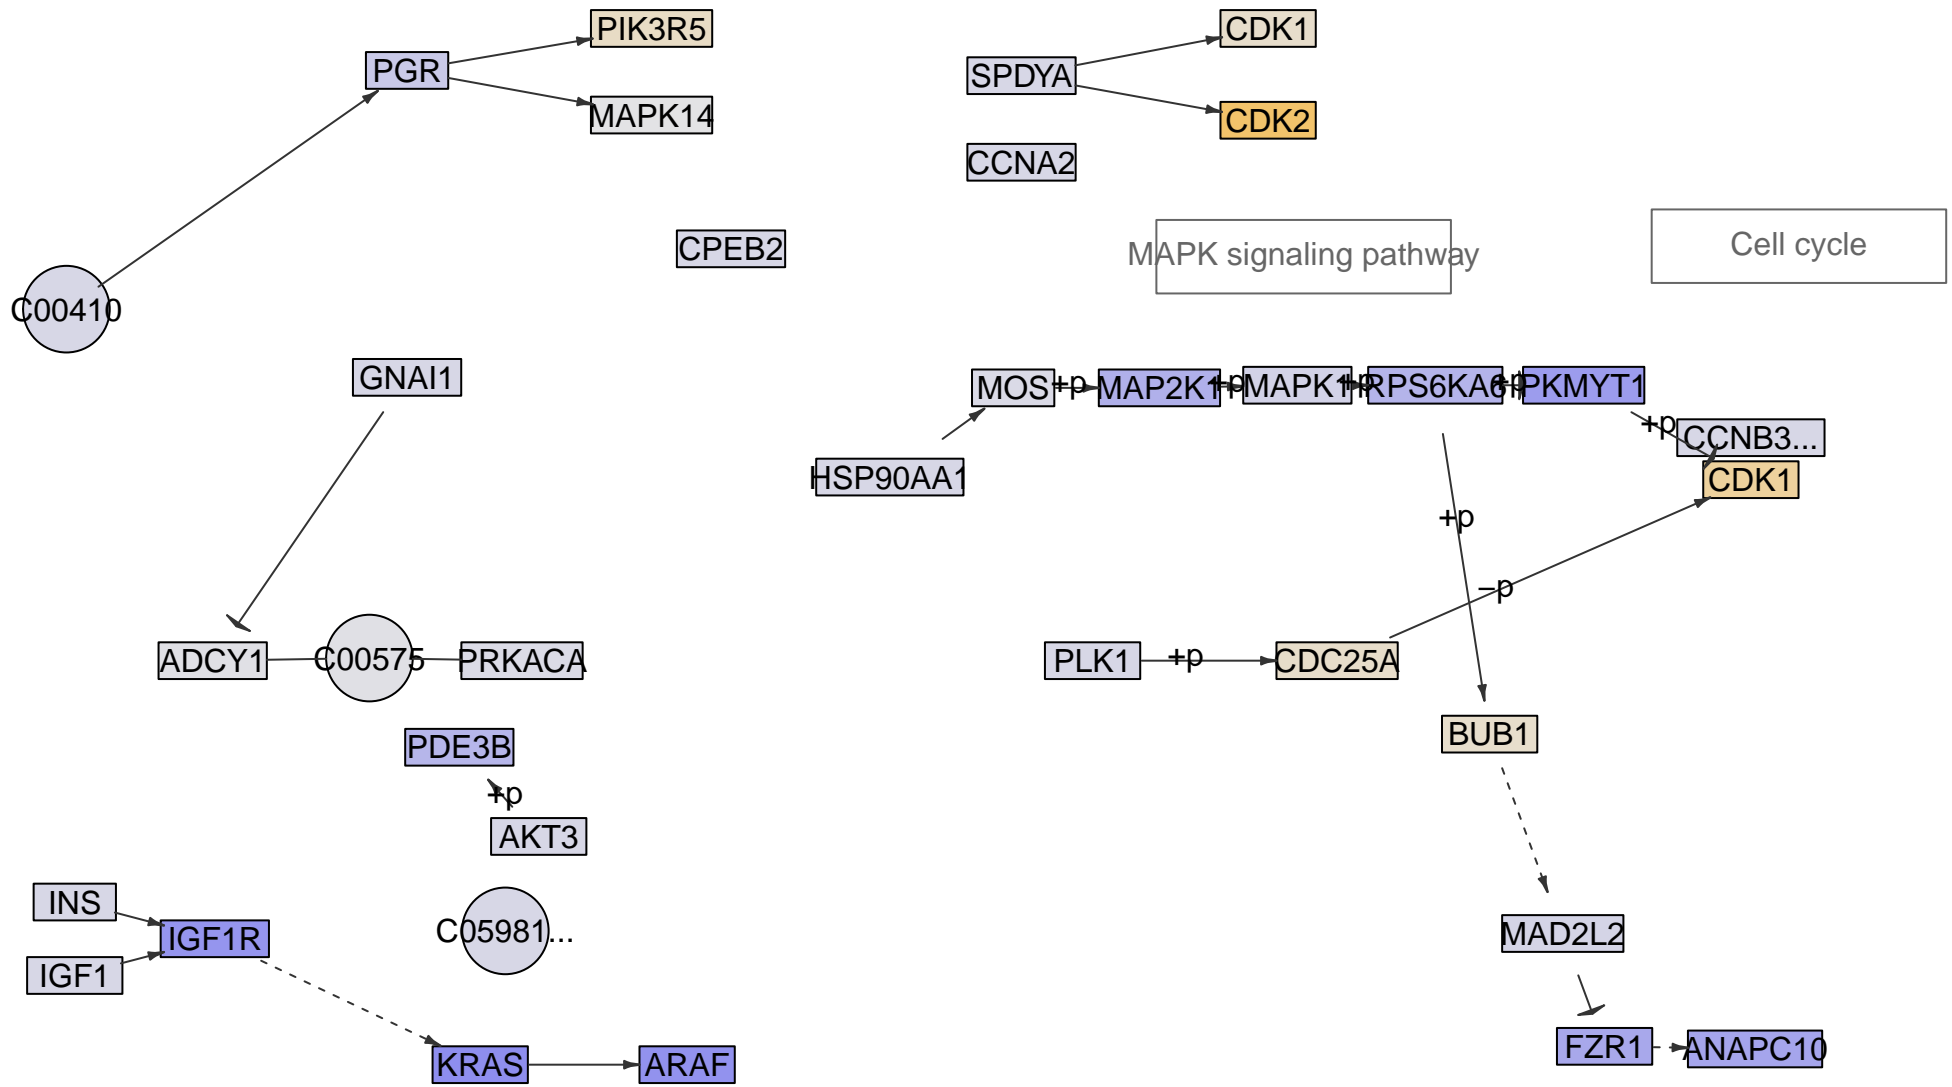 PIK3R5
CDK1
PGR
SPDYA
MAPK14
CDK2
CCNA2
CPEB2
MAPK signaling pathway
Cell cycle
C00410
GNAI1
MOS
+p
MAP2K1
+p
MAPK1
+p
RPS6KA6
+p
PKMYT1
+p
CCNB3...
HSP90AA1
CDK1
+p
−p
ADCY1
C00575
PRKACA
PLK1
+p
CDC25A
BUB1
PDE3B
+p
AKT3
INS
IGF1R
C05981...
MAD2L2
IGF1
KRAS
ARAF
FZR1
ANAPC10